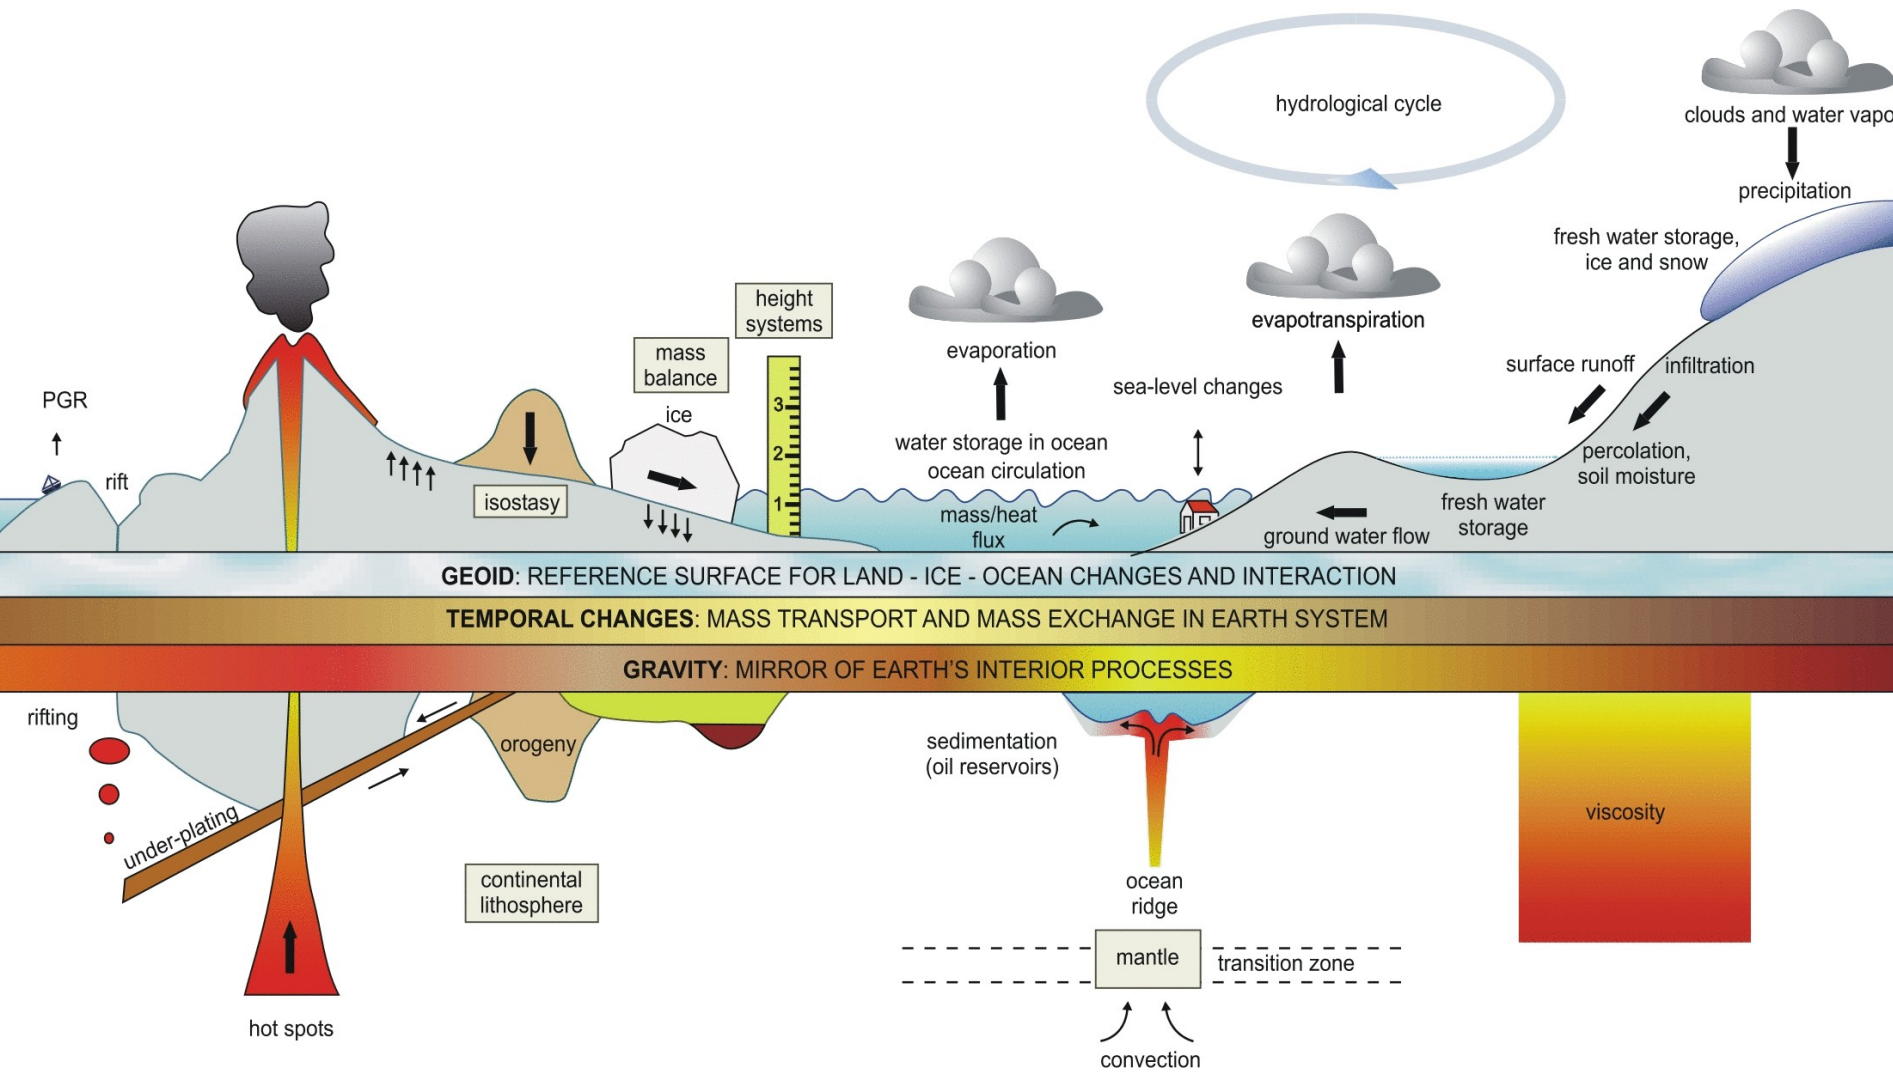 hydrological cycle
clouds and water vapo
precipitation
fresh water storage,
ice and snow
height
systems
evapotranspiration
mass
balance
evaporation
surface runoff
infiltration
sea-level changes
PGR
ice
3
water storage in ocean
ocean circulation
2
percolation,
soil moisture
rift
isostasy
1
mass/heat
flux
fresh water
storage
ground water flow
GEOID: REFERENCE SURFACE FOR LAND - ICE - OCEAN CHANGES AND INTERACTION
TEMPORAL CHANGES: MASS TRANSPORT AND MASS EXCHANGE IN EARTH SYSTEM
GRAVITY: MIRROR OF EARTH'S INTERIOR PROCESSES
rifting
orogeny
sedimentation
(oil reservoirs)
under-plating
viscosity
continental
lithosphere
ocean
ridge
mantle
transition zone
hot spots
convection